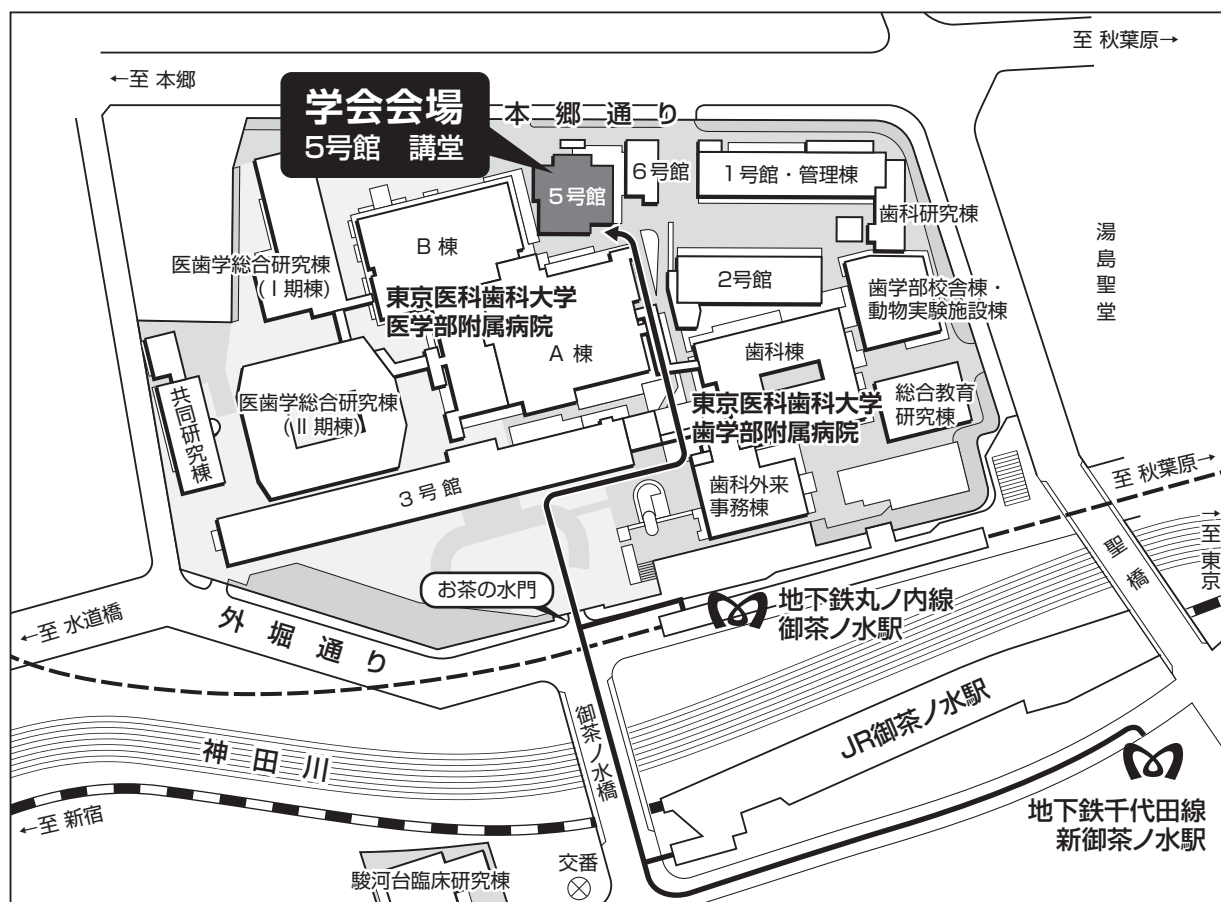 至 秋葉原→
←至 本郷
学会会場
5号館 講堂
本郷通り
6号館
1号館・管理棟
5号館
歯科研究棟
B 棟
医歯学総合研究棟
(Ⅰ期棟)
東京医科歯科大学
医学部附属病院
2号館
歯学部校舎棟・
動物実験施設棟
湯島聖堂
A 棟
歯科棟
共同研究棟
医歯学総合研究棟
(Ⅱ期棟)
東京医科歯科大学
歯学部附属病院
総合教育
研究棟
3号館
歯科外来
事務棟
至 秋葉原→
聖橋
→至 東京
お茶の水門
←至 水道橋
外堀通り
地下鉄丸ノ内線
御茶ノ水駅
御茶ノ水橋
JR御茶ノ水駅
神田川
←至 新宿
地下鉄千代田線
新御茶ノ水駅
交番
駿河台臨床研究棟